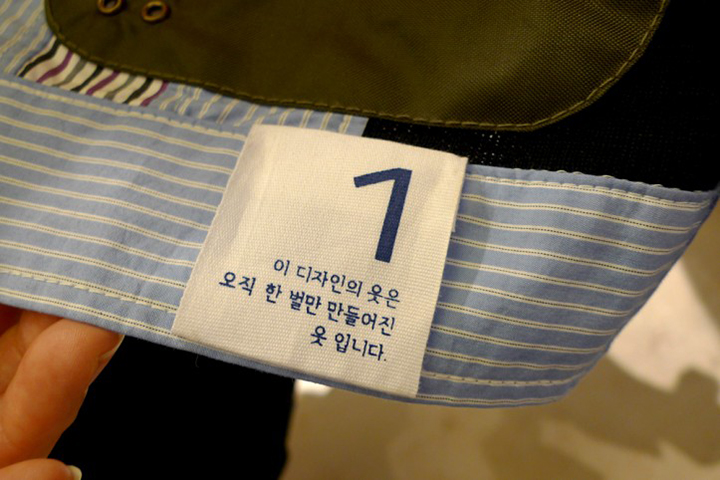 1
이 디자인의 옷은
오직 한 벌만 만들어진
옷 입니다.